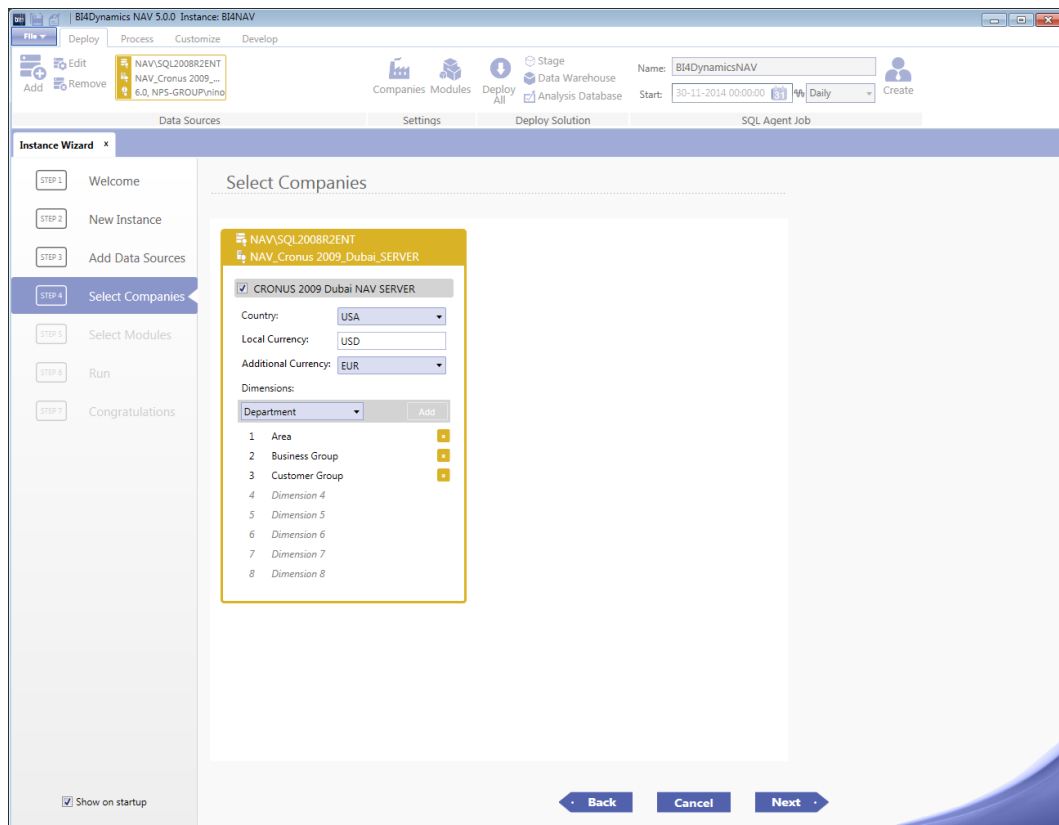 BI4Dynamics NAV 5.0.0 Instance: BI4NAV
File
Deploy
Process
Customize
Develop
Add
Edit
Remove
NAV\SQL2008R2ENT
NAV_Cronus 2009_...
6.0, NPS-GROUP\nino
Companies
Modules
Deploy All
Stage
Data Warehouse
Analysis Database
Name: BI4DynamicsNAV
Start: 30-11-2014 00:00:00 31 Daily
Create
Data Sources
Settings
Deploy Solution
SQL Agent Job
Instance Wizard x
STEP 1 Welcome
STEP 2 New Instance
STEP 3 Add Data Sources
STEP 4 Select Companies
STEP 5 Select Modules
STEP 6 Run
STEP 7 Congratulations
Show on startup
Select Companies
NAV\SQL2008R2ENT
NAV_Cronus 2009_Dubai_SERVER
CRONUS 2009 Dubai NAV SERVER
Country: USA
Local Currency: USD
Additional Currency: EUR
Dimensions:
Department Add
1 Area
2 Business Group
3 Customer Group
4 Dimension 4
5 Dimension 5
6 Dimension 6
7 Dimension 7
8 Dimension 8
Back
Cancel
Next